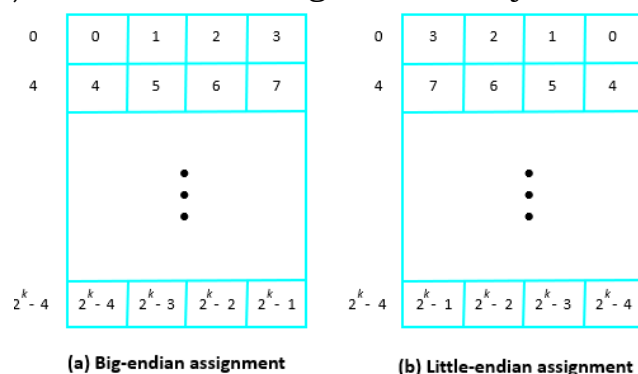 0 0 1 2 3 0 3 2 1 0
4 4 5 6 7 4 7 6 5 4
2^k - 4 2^k - 4 2^k - 3 2^k - 2 2^k - 1 2^k - 4 2^k - 1 2^k - 2 2^k - 3 2^k - 4
(a) Big-endian assignment (b) Little-endian assignment